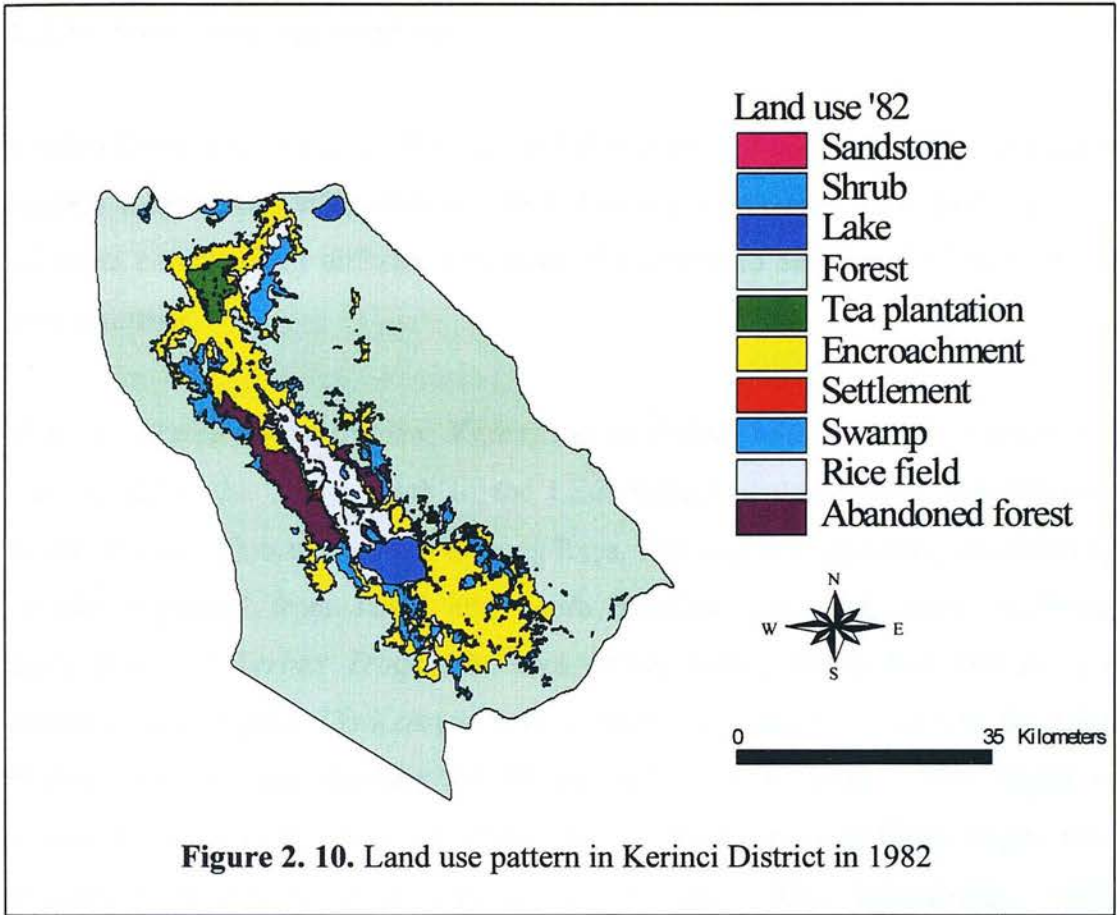 Land use '82
Sandstone
Shrub
Lake
Forest
Tea plantation
Encroachment
Settlement
Swamp
Rice field
Abandoned forest
N
W E
S
0 35 Kilometers
Figure 2. 10. Land use pattern in Kerinci District in 1982